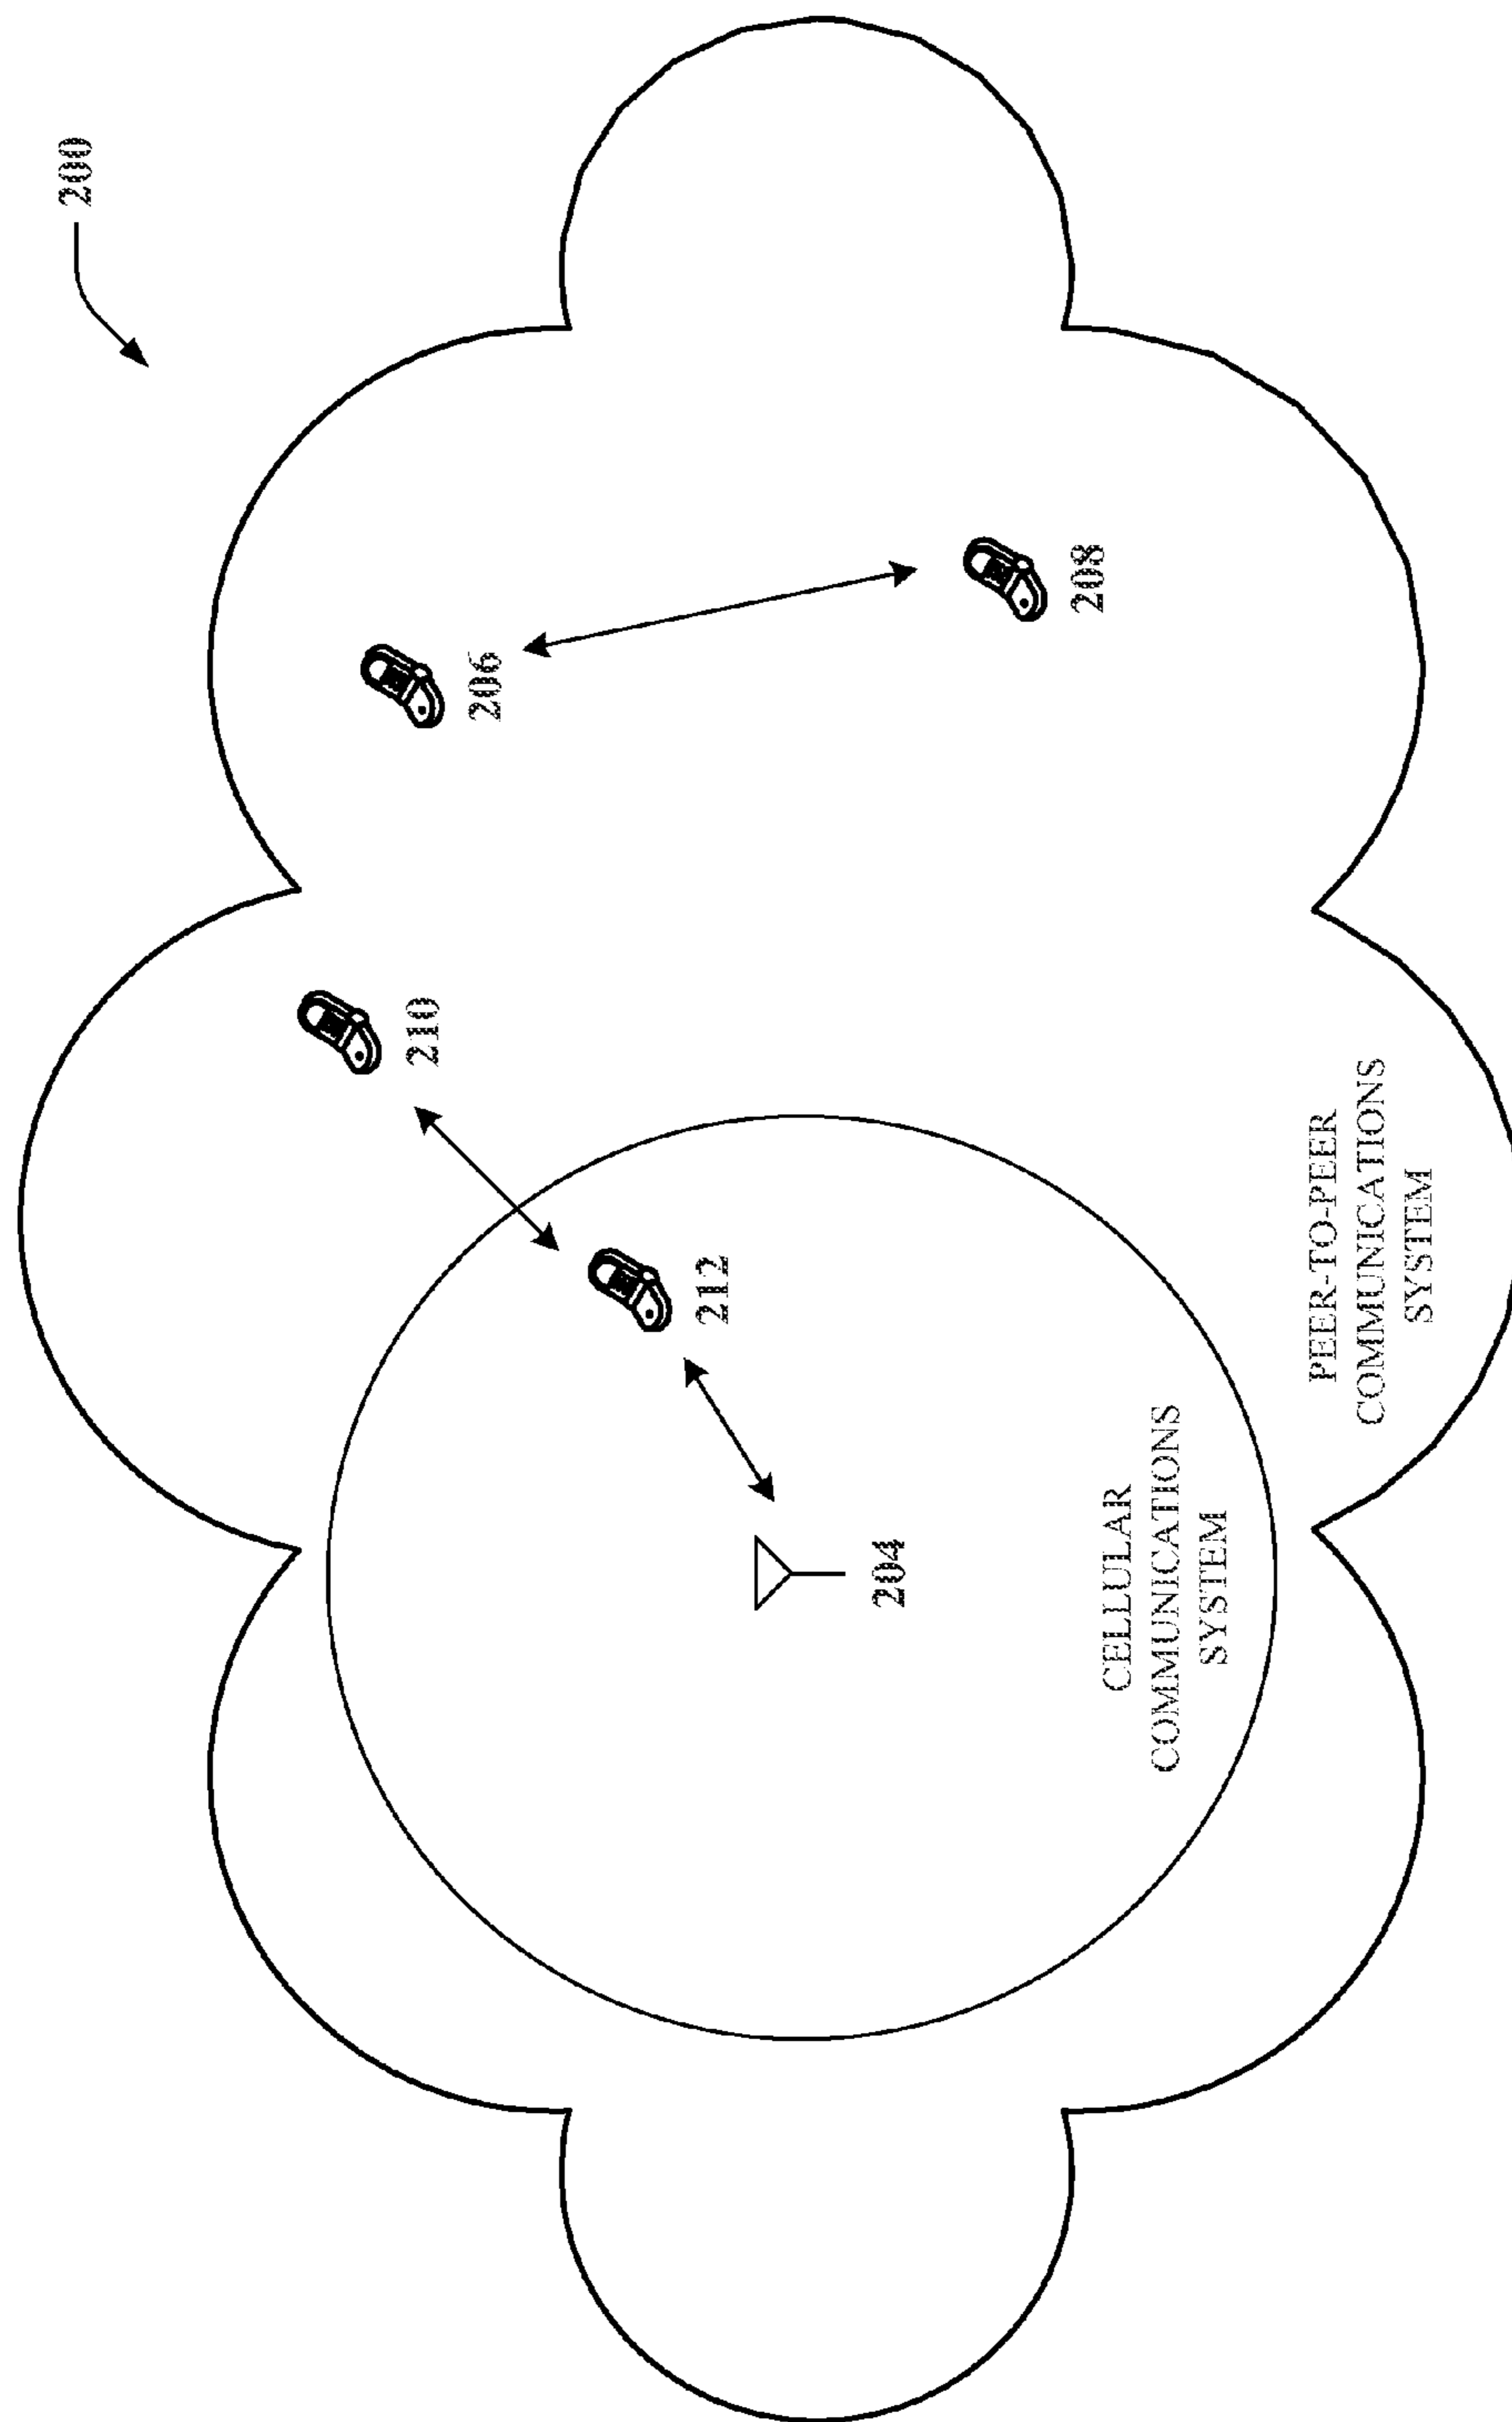 200
206
208
210
212
204
CELLULAR
COMMUNICATIONS
SYSTEM
PEER-TO-PEER
COMMUNICATIONS
SYSTEM